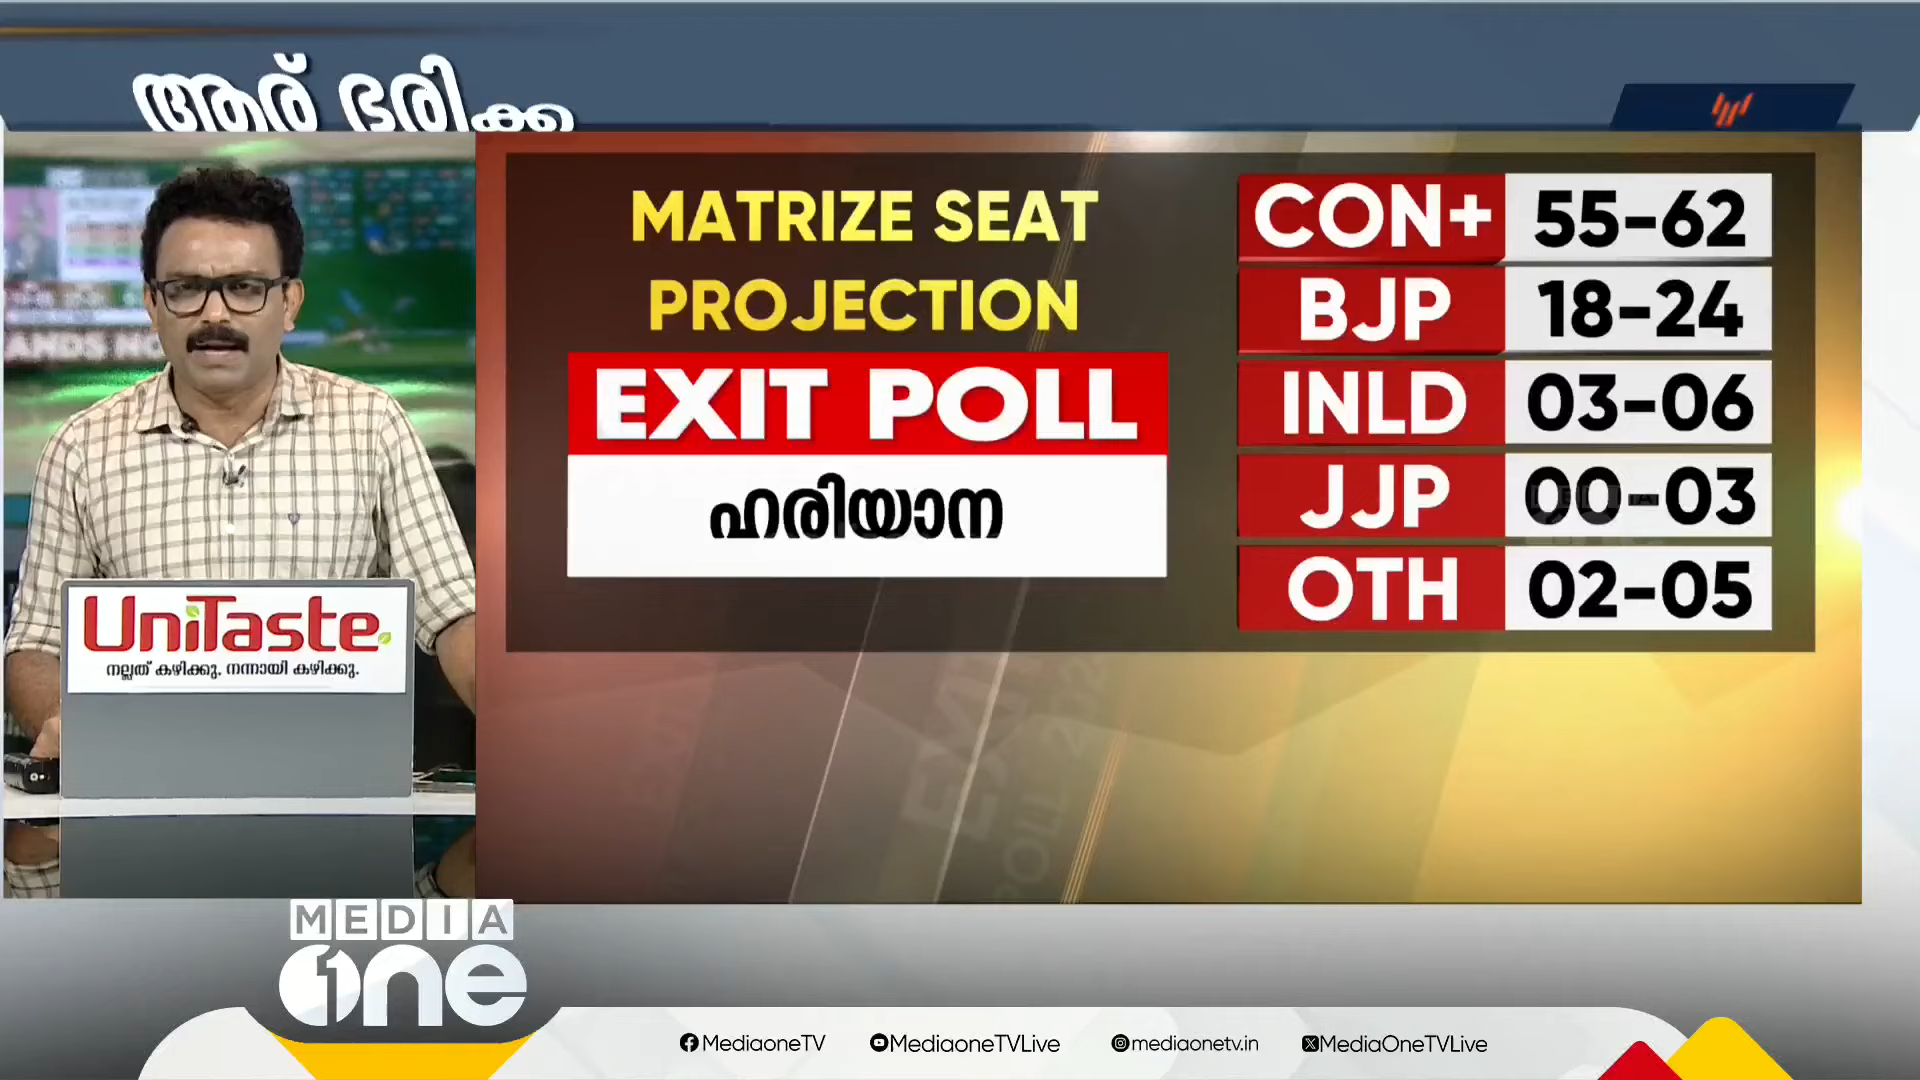 ആര് ഭരിക്ക
MATRIZE SEAT
PROJECTION
EXIT POLL
ഹരിയാന
CON+ 55-62
BJP 18-24
INLD 03-06
JJP 00-03
OTH 02-05
UniTaste
നല്ലത് കഴിക്കൂ. നന്നായി കഴിക്കൂ.
MEDIA
one
MediaoneTV
MediaoneTVLive
mediaonetv.in
MediaOneTVLive